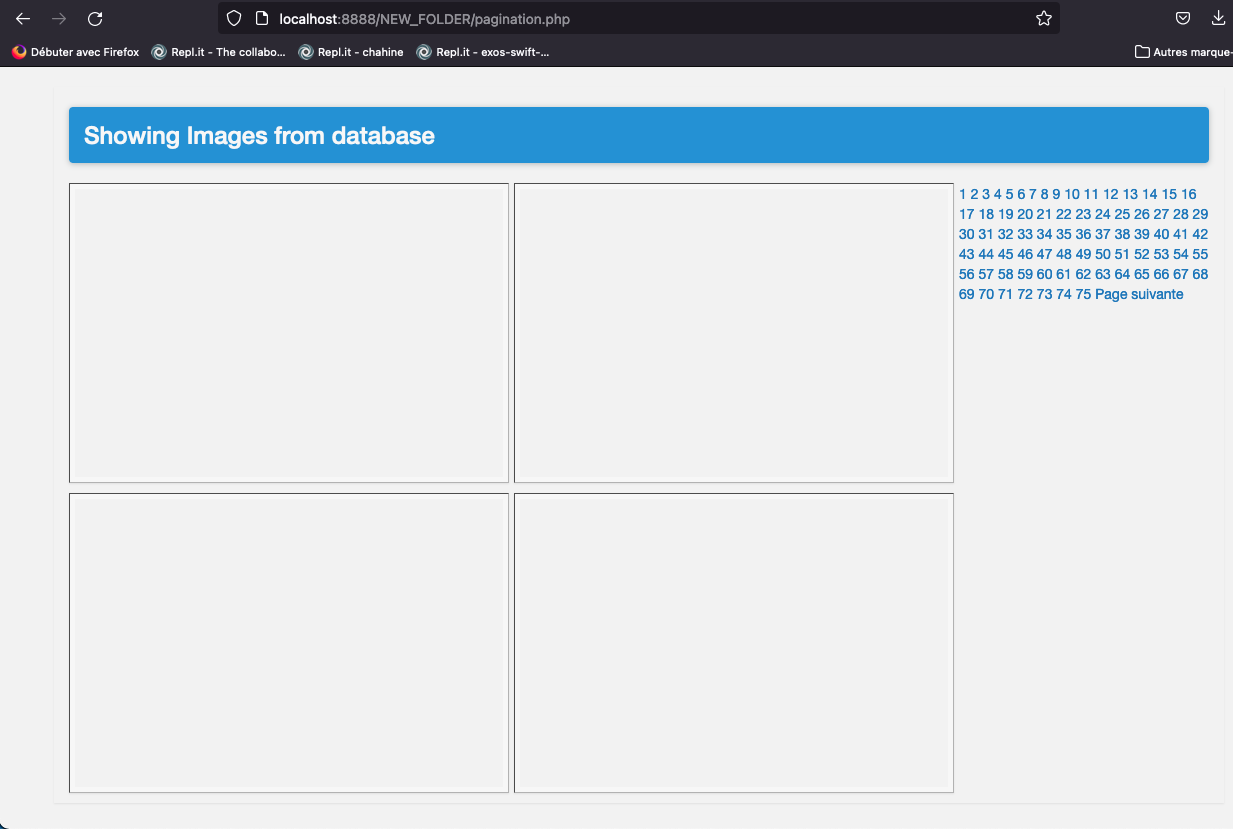 localhost:8888/NEW_FOLDER/pagination.php
Débuter avec Firefox Repl.it - The collabo... Repl.it - chahine Repl.it - exos-swift-... Autres marque-
Showing Images from database
1 2 3 4 5 6 7 8 9 10 11 12 13 14 15 16
17 18 19 20 21 22 23 24 25 26 27 28 29
30 31 32 33 34 35 36 37 38 39 40 41 42
43 44 45 46 47 48 49 50 51 52 53 54 55
56 57 58 59 60 61 62 63 64 65 66 67 68
69 70 71 72 73 74 75 Page suivante